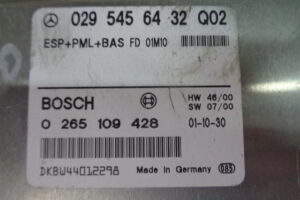 029 545 64 32 Q02
ESP+PML+BAS FD 01M10
BOSCH
HW 46/00
SW 07/00
0 265 109 428
01-10-30
DKBW44012298
Made in Germany